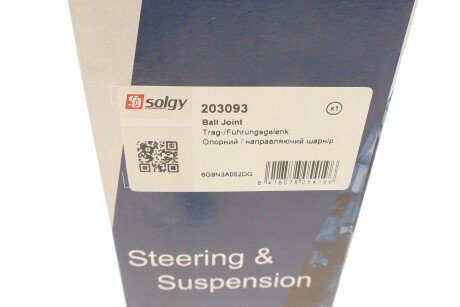 solgy
203093
x1
Ball Joint
Trag-/Führungsgelenk
Опорний / направляючий шарнір
6G9N3A052DG
Steering &
Suspension